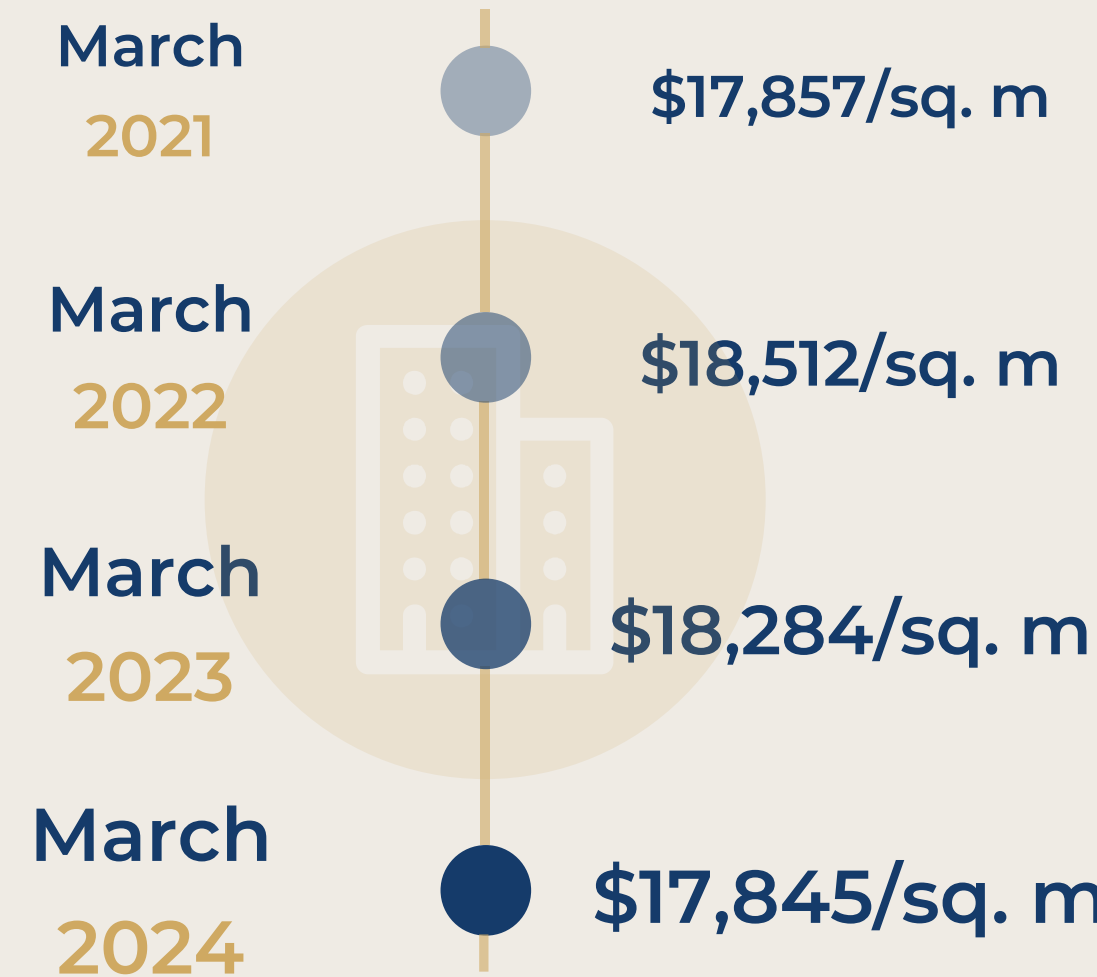 March
2021
$17,857/sq. m
March
2022
$18,512/sq. m
March
2023
$18,284/sq. m
March
2024
$17,845/sq. m